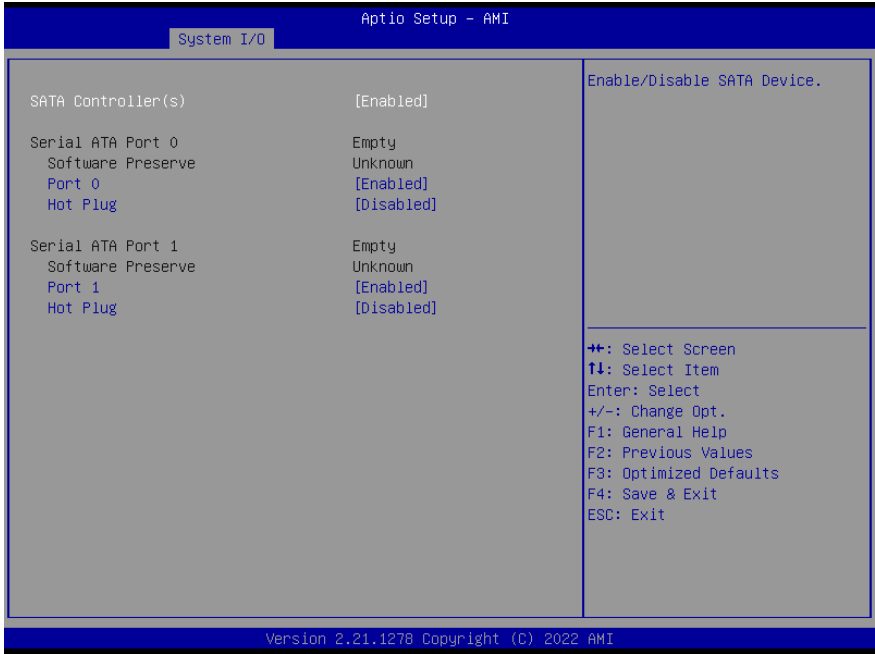 Aptio Setup – AMI
System I/O
SATA Controller(s) [Enabled]
Serial ATA Port 0 Empty
Software Preserve Unknown
Port 0 [Enabled]
Hot Plug [Disabled]
Serial ATA Port 1 Empty
Software Preserve Unknown
Port 1 [Enabled]
Hot Plug [Disabled]
Enable/Disable SATA Device.
→←: Select Screen
↑↓: Select Item
Enter: Select
+/-: Change Opt.
F1: General Help
F2: Previous Values
F3: Optimized Defaults
F4: Save & Exit
ESC: Exit
Version 2.21.1278 Copyright (C) 2022 AMI